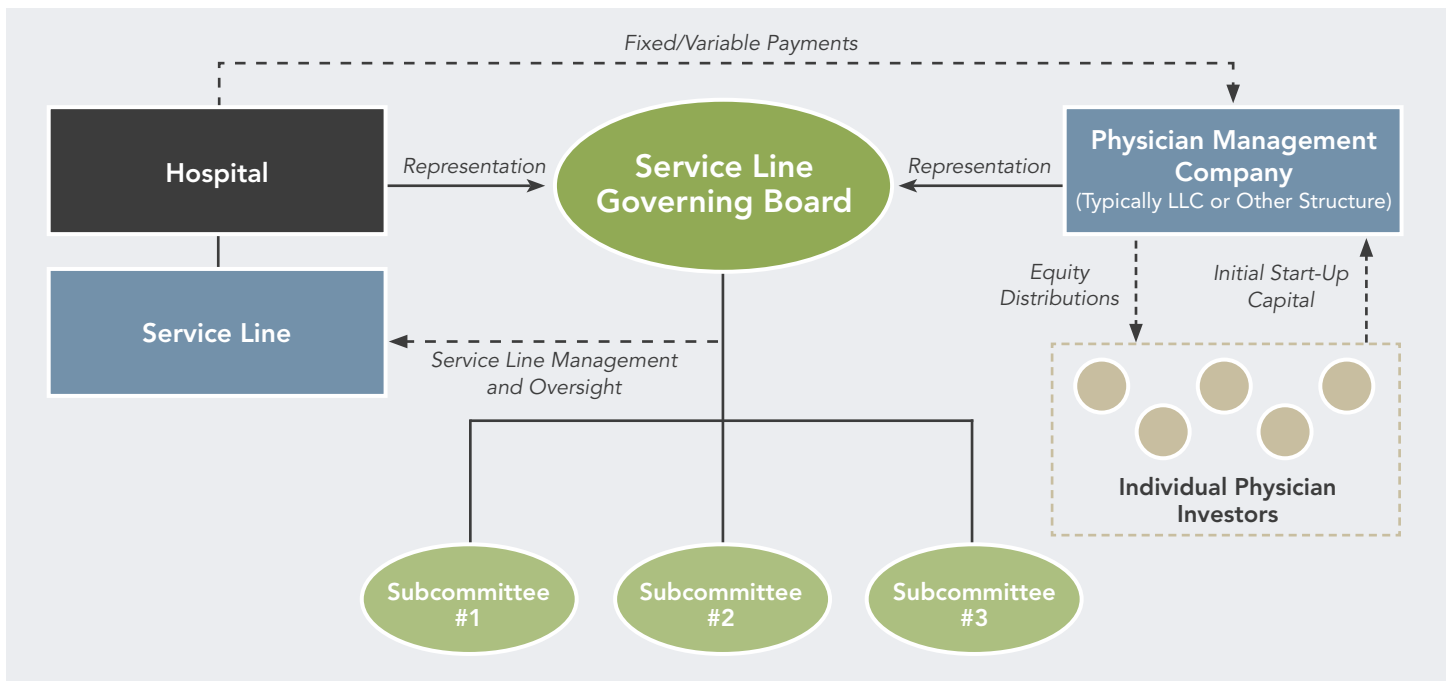 Fixed/Variable Payments
Hospital
Representation
Service Line
Governing Board
Representation
Physician Management
Company
(Typically LLC or Other Structure)
Service Line
Service Line Management
and Oversight
Equity
Distributions
Initial Start-Up
Capital
Individual Physician
Investors
Subcommittee
#1
Subcommittee
#2
Subcommittee
#3